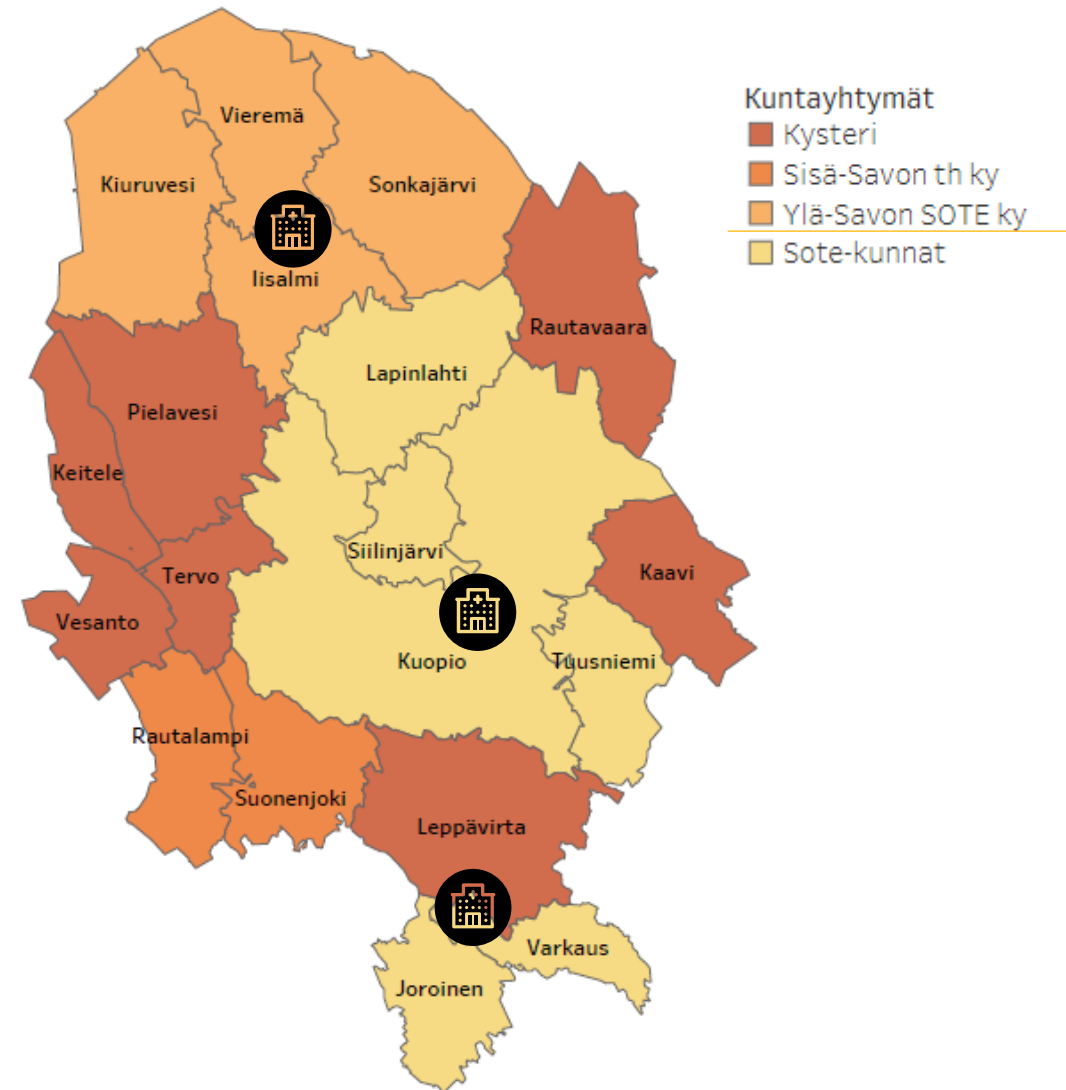 Kuntayhtymät
Kysteri
Sisä-Savon th ky
Ylä-Savon SOTE ky
Sote-kunnat
Vieremä
Kiuruvesi
Sonkajärvi
Iisalmi
Rautavaara
Lapinlahti
Pielavesi
Keitele
Siilinjärvi
Kaavi
Tervo
Vesanto
Kuopio
Tuusniemi
Rautalampi
Suonenjoki
Leppävirta
Varkaus
Joroinen